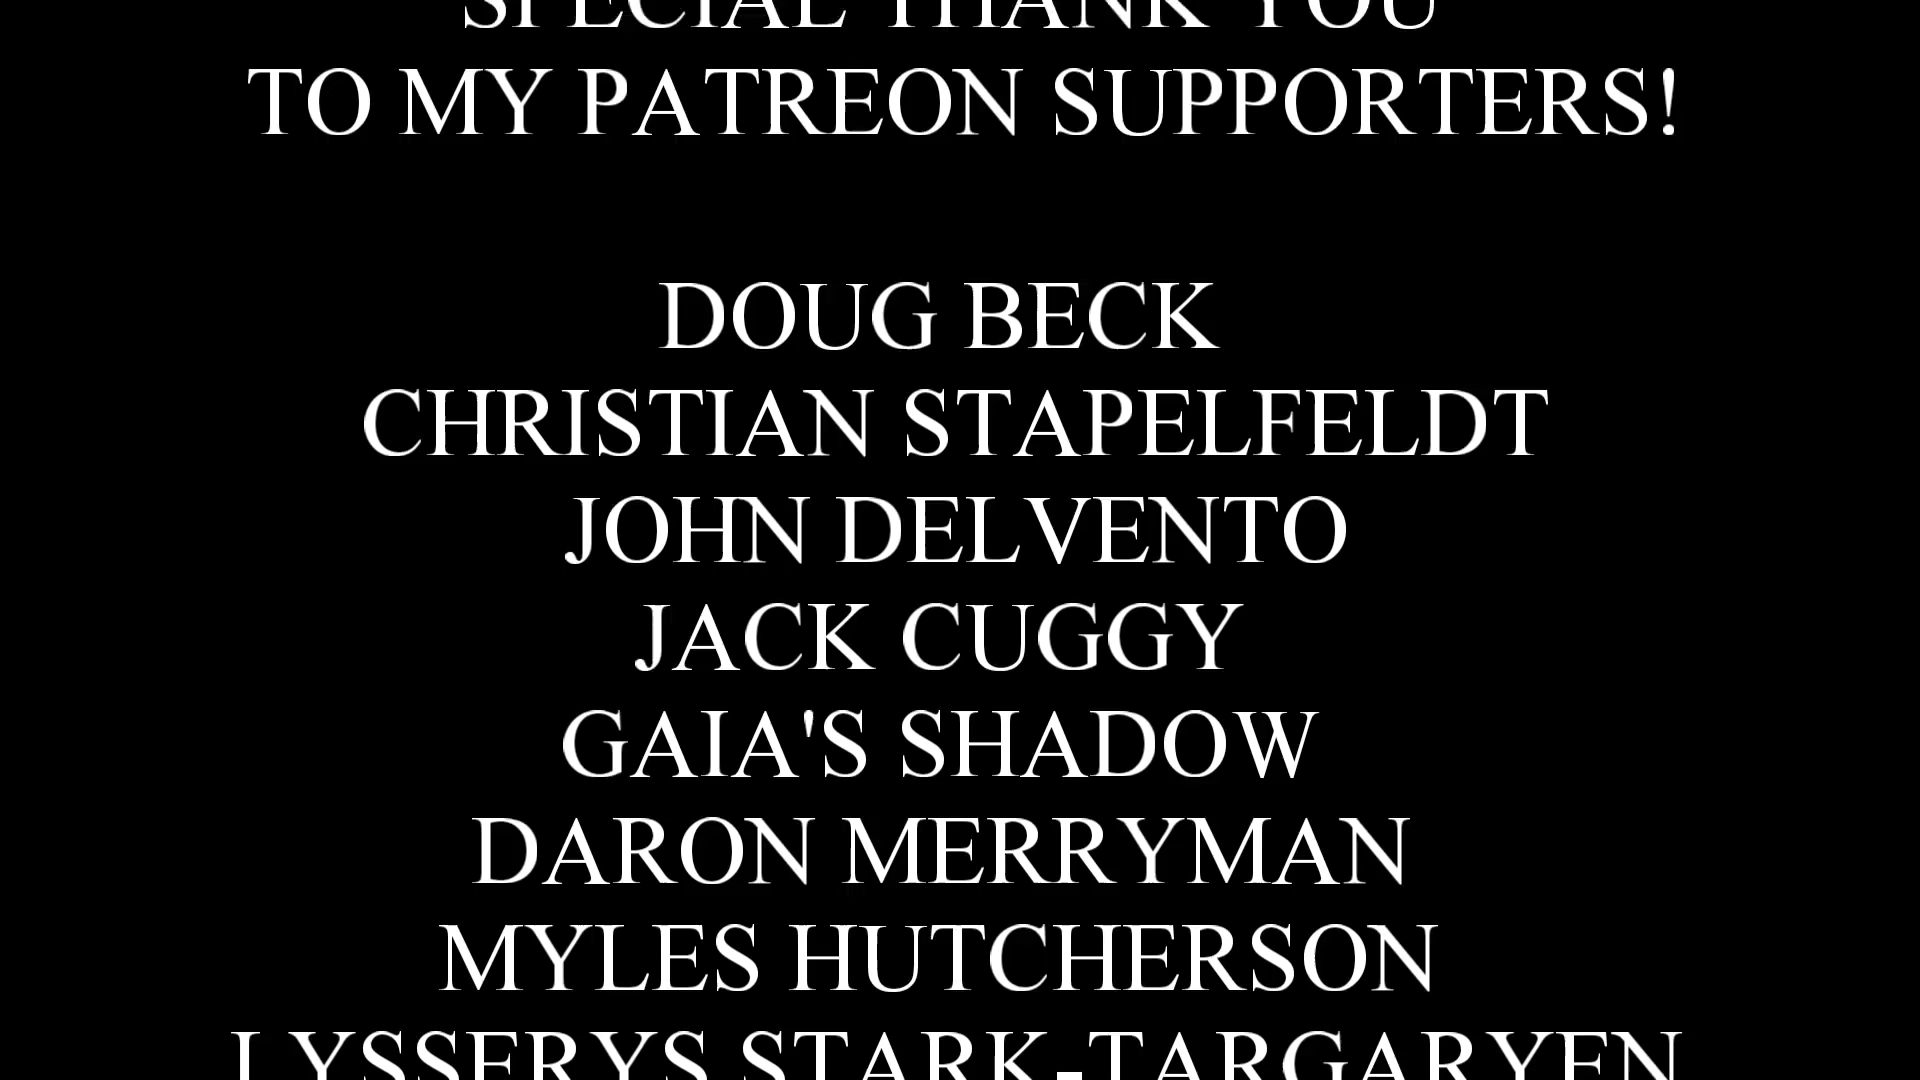 SPECIAL THANK YOU
TO MY PATREON SUPPORTERS!
DOUG BECK
CHRISTIAN STAPELFELDT
JOHN DELVENTO
JACK CUGGY
GAIA'S SHADOW
DARON MERRYMAN
MYLES HUTCHERSON
LYSSERYS STARK-TARGARYEN